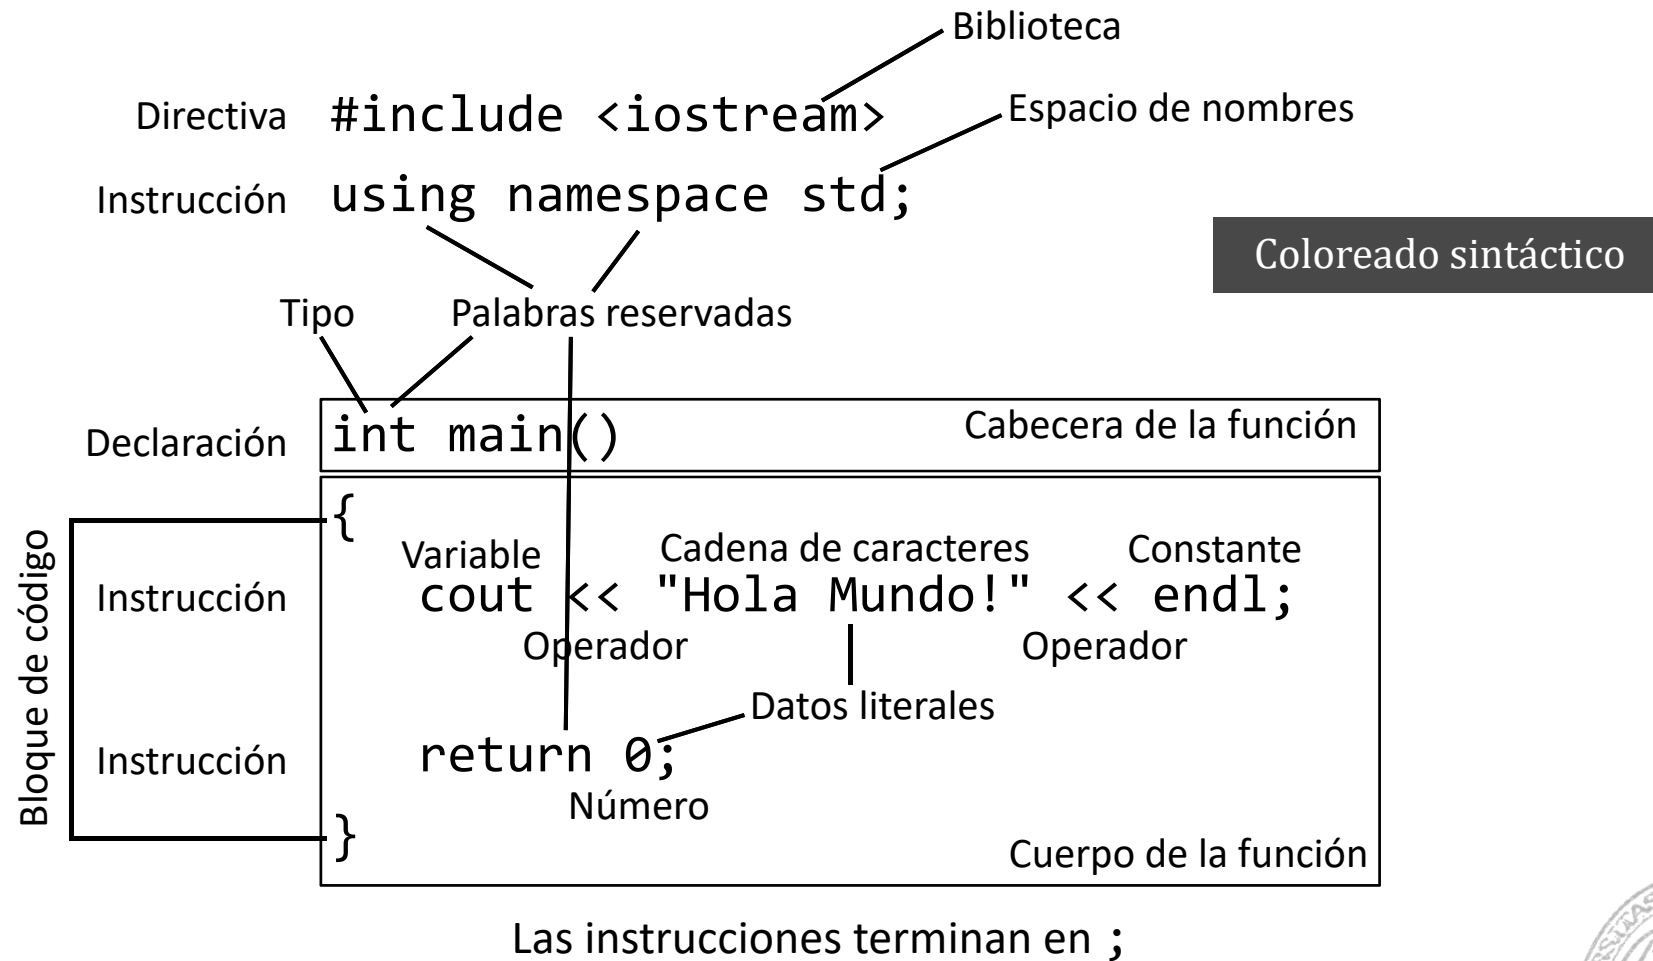 Biblioteca
Directiva #include <iostream>
Espacio de nombres
Instrucción using namespace std;
Coloreado sintáctico
Tipo Palabras reservadas
Declaración int main() Cabecera de la función
{
Variable Cadena de caracteres Constante
Instrucción cout << "Hola Mundo!" << endl;
Operador Operador
Datos literales
Instrucción return 0;
Número
}
Cuerpo de la función
Bloque de código
Las instrucciones terminan en ;